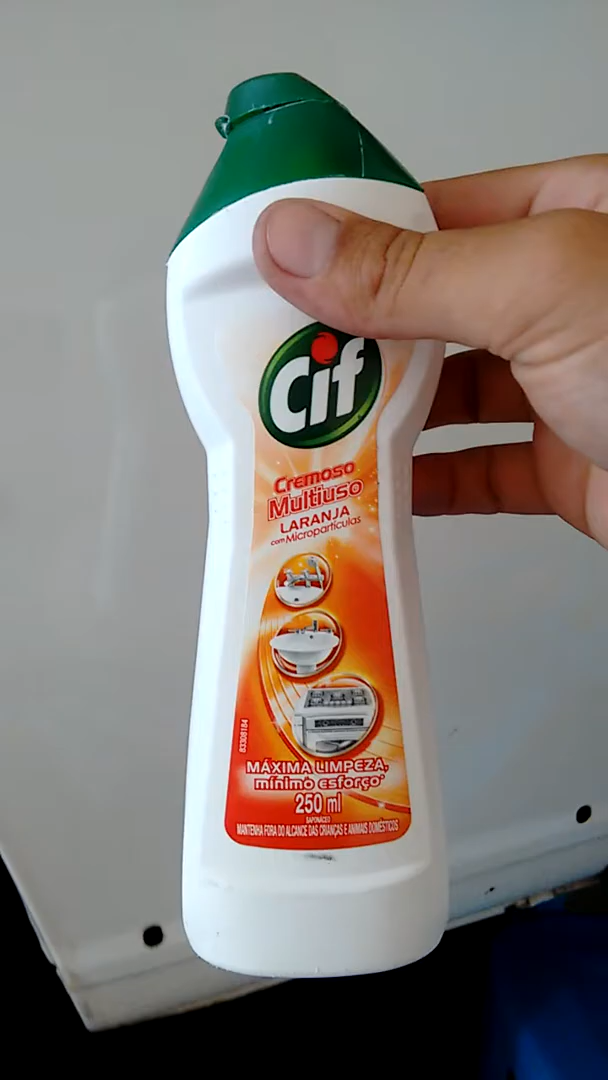 Cif
Cremoso
Multiuso
LARANJA
com Micropartículas
83308184
MÁXIMA LIMPEZA,
mínimo esforço*
250 ml
SAPONÁCEO
MANTENHA FORA DO ALCANCE DAS CRIANÇAS E ANIMAIS DOMÉSTICOS